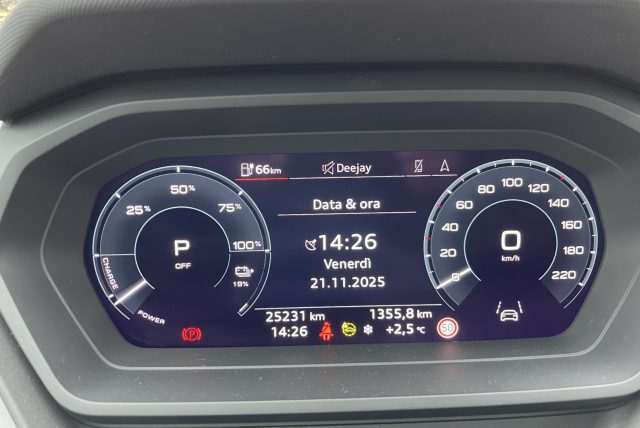 66km
Deejay
50%
25%
75%
100%
P
OFF
CHARGE
POWER
19%
Data & ora
14:26
Venerdì
21.11.2025
0
20
40
60
80
100
120
140
160
180
200
220
0
km/h
25231 km
1355,8 km
14:26
+2,5 °C
50
(P)